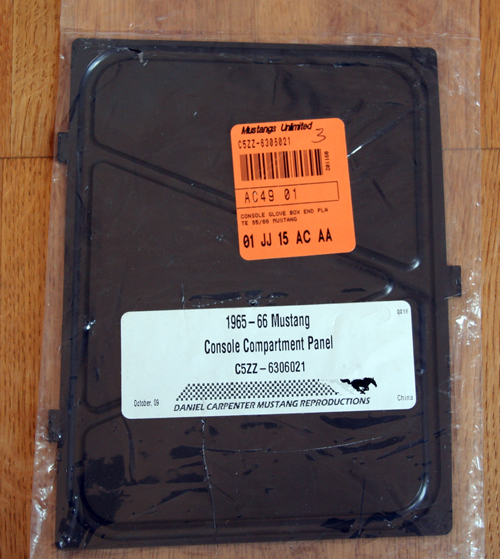 Mustangs Unlimited
C5ZZ-6306021
3
AC49 01
CONSOLE GLOVE BOX END PLA
TE 65/66 MUSTANG
01 JJ 15 AC AA
1965-66 Mustang
Console Compartment Panel
C5ZZ-6306021
October, 09
DANIEL CARPENTER MUSTANG REPRODUCTIONS
China